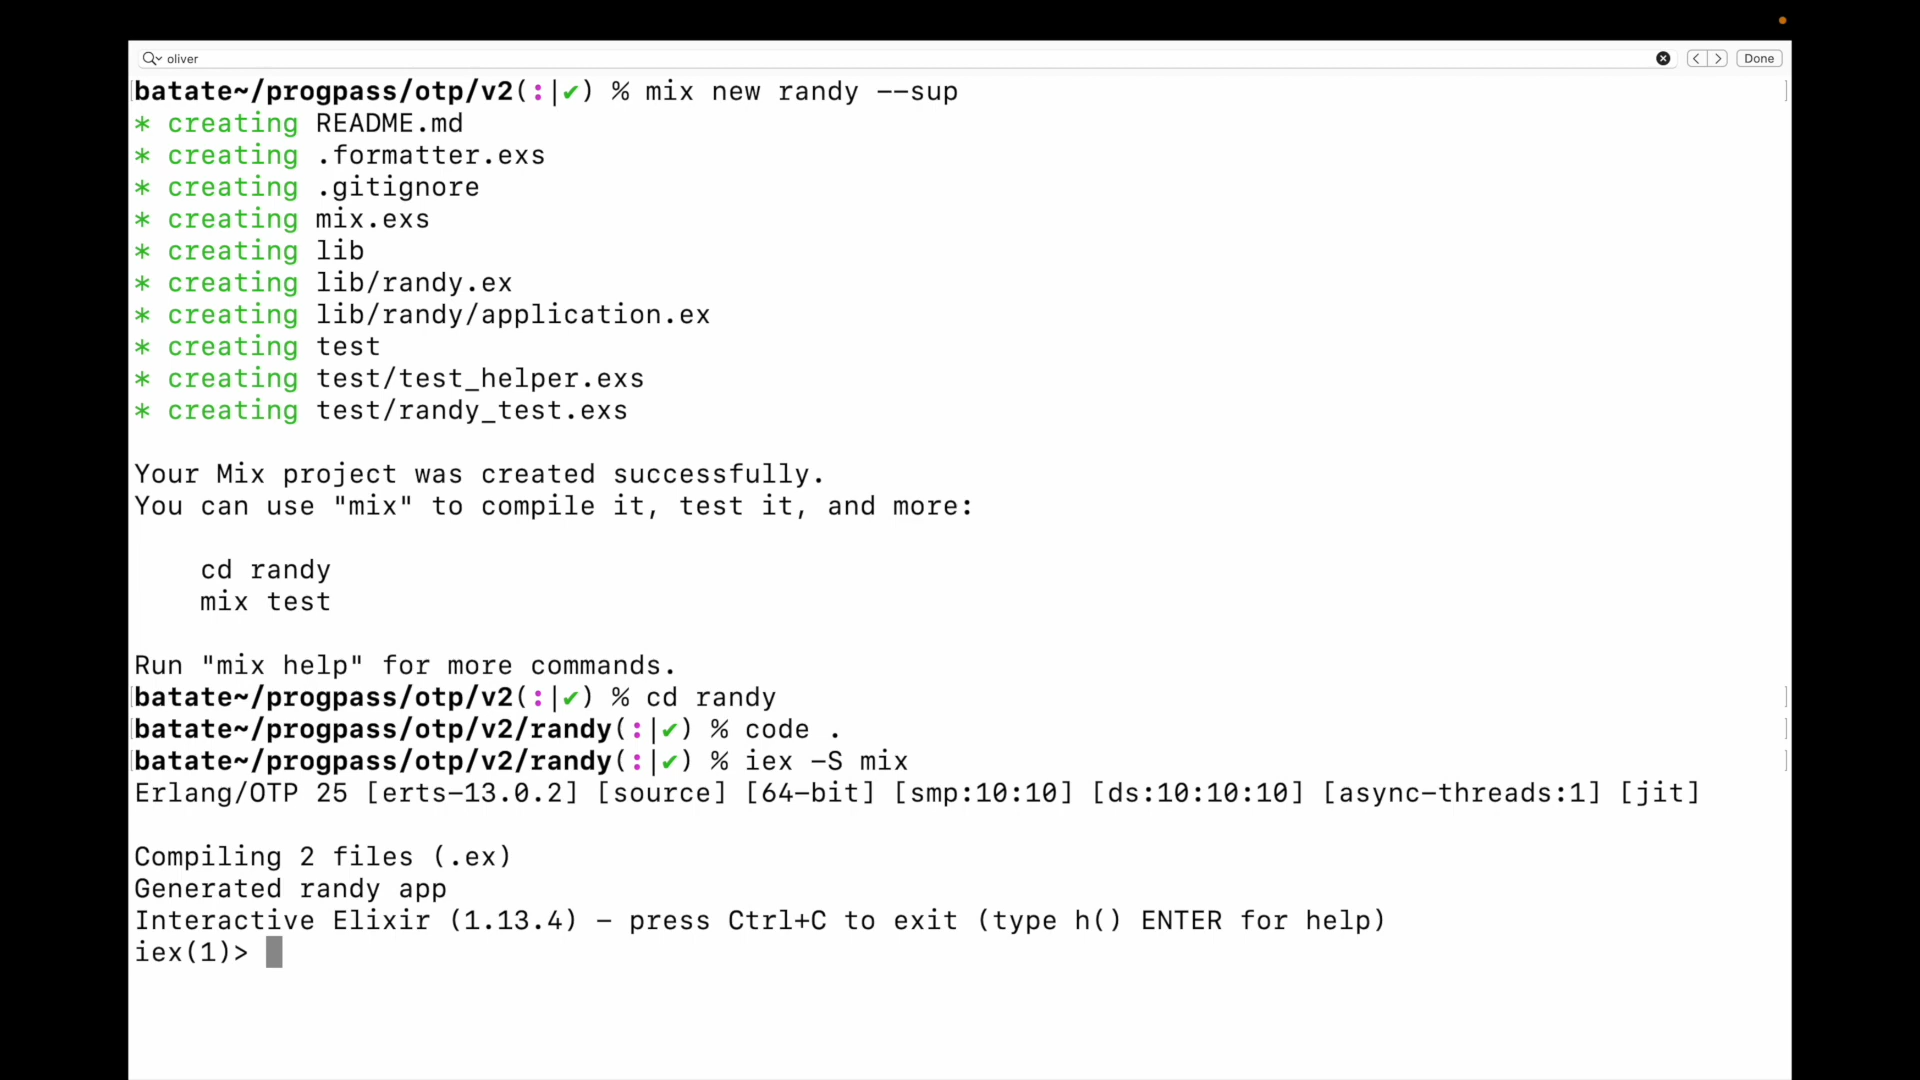 oliver
Done
batate~/progpass/otp/v2(:|✔) % mix new randy --sup
* creating README.md
* creating .formatter.exs
* creating .gitignore
* creating mix.exs
* creating lib
* creating lib/randy.ex
* creating lib/randy/application.ex
* creating test
* creating test/test_helper.exs
* creating test/randy_test.exs
Your Mix project was created successfully.
You can use "mix" to compile it, test it, and more:
cd randy
mix test
Run "mix help" for more commands.
batate~/progpass/otp/v2(:|✔) % cd randy
batate~/progpass/otp/v2/randy(:|✔) % code .
batate~/progpass/otp/v2/randy(:|✔) % iex -S mix
Erlang/OTP 25 [erts-13.0.2] [source] [64-bit] [smp:10:10] [ds:10:10:10] [async-threads:1] [jit]
Compiling 2 files (.ex)
Generated randy app
Interactive Elixir (1.13.4) - press Ctrl+C to exit (type h() ENTER for help)
iex(1)>